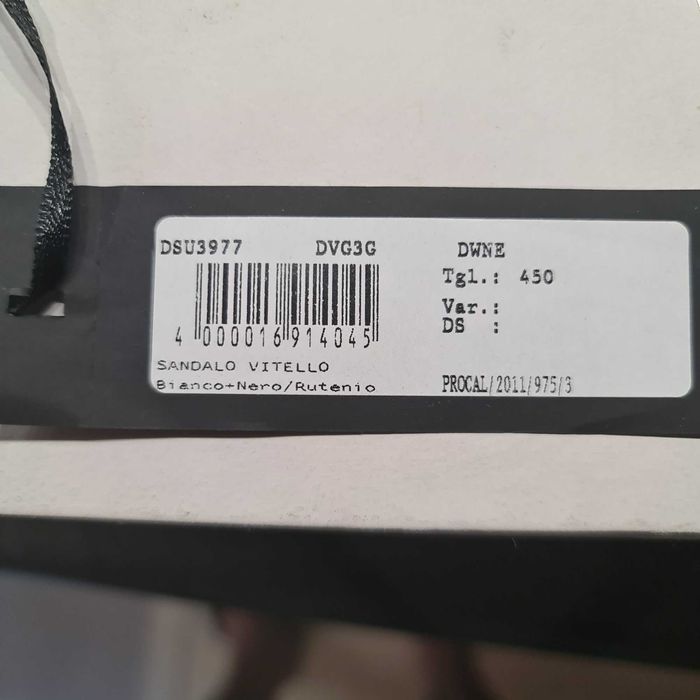 DSU3977 DVG3G DWNE
Tgl.: 450
Var.:
DS :
4 000016 914045
SANDALO VITELLO
Bianco+Nero/Rutenio
PROCAL/2011/975/3